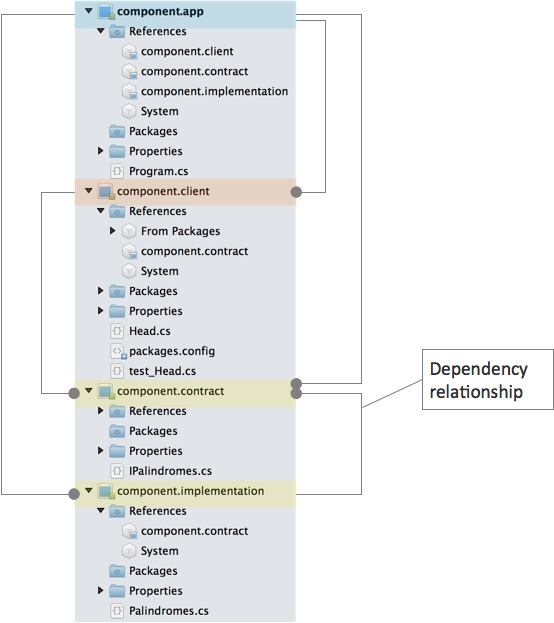 component.app
References
component.client
component.contract
component.implementation
System
Packages
Properties
Program.cs
component.client
References
From Packages
component.contract
System
Packages
Properties
Head.cs
packages.config
test_Head.cs
component.contract
References
Packages
Properties
IPalindromes.cs
component.implementation
References
component.contract
System
Packages
Properties
Palindromes.cs
Dependency
relationship